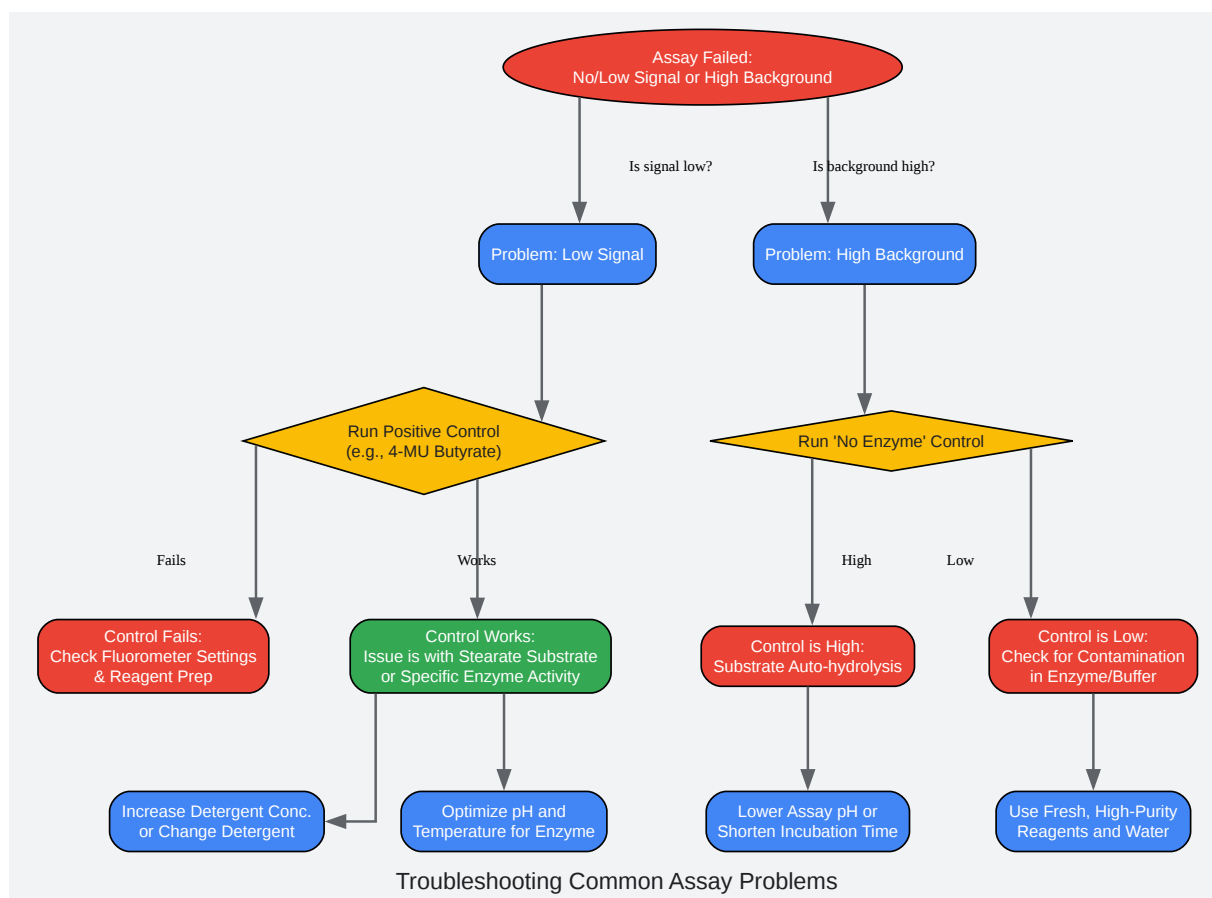 Assay Failed:
No/Low Signal or High Background
Is signal low?
Is background high?
Problem: Low Signal
Problem: High Background
Run Positive Control
(e.g., 4-MU Butyrate)
Run 'No Enzyme' Control
Fails
Works
High
Low
Control Fails:
Check Fluorometer Settings
& Reagent Prep
Control Works:
Issue is with Stearate Substrate
or Specific Enzyme Activity
Control is High:
Substrate Auto-hydrolysis
Control is Low:
Check for Contamination
in Enzyme/Buffer
Increase Detergent Conc.
or Change Detergent
Optimize pH and
Temperature for Enzyme
Lower Assay pH or
Shorten Incubation Time
Use Fresh, High-Purity
Reagents and Water
Troubleshooting Common Assay Problems